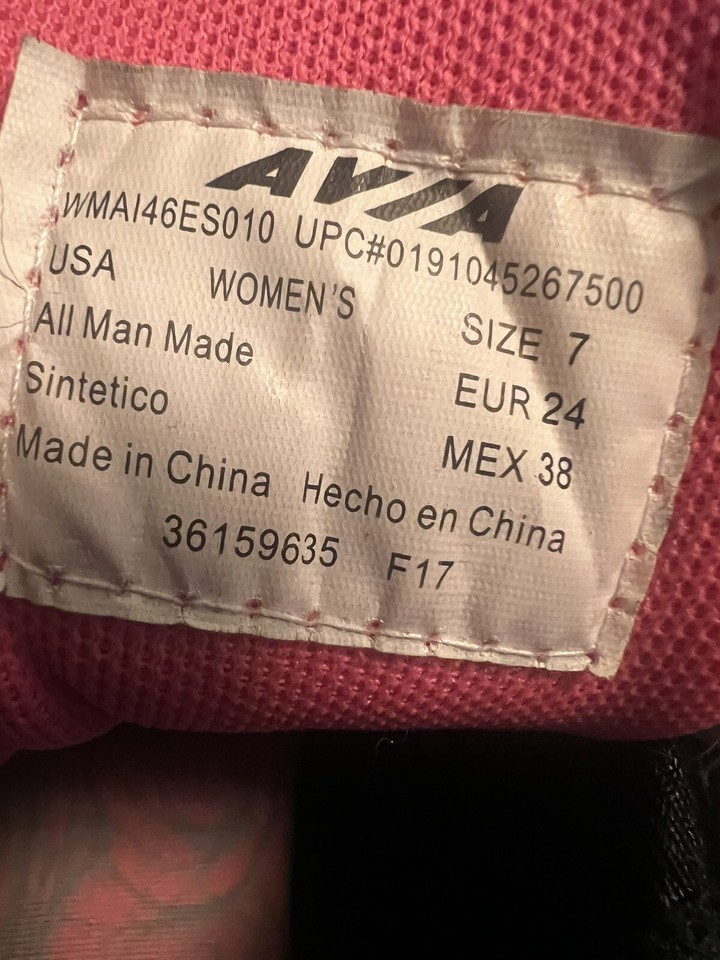 AVIA
WMAI46ES010 UPC#0191045267500
USA WOMEN'S SIZE 7
All Man Made EUR 24
Sintetico MEX 38
Made in China Hecho en China
36159635 F17